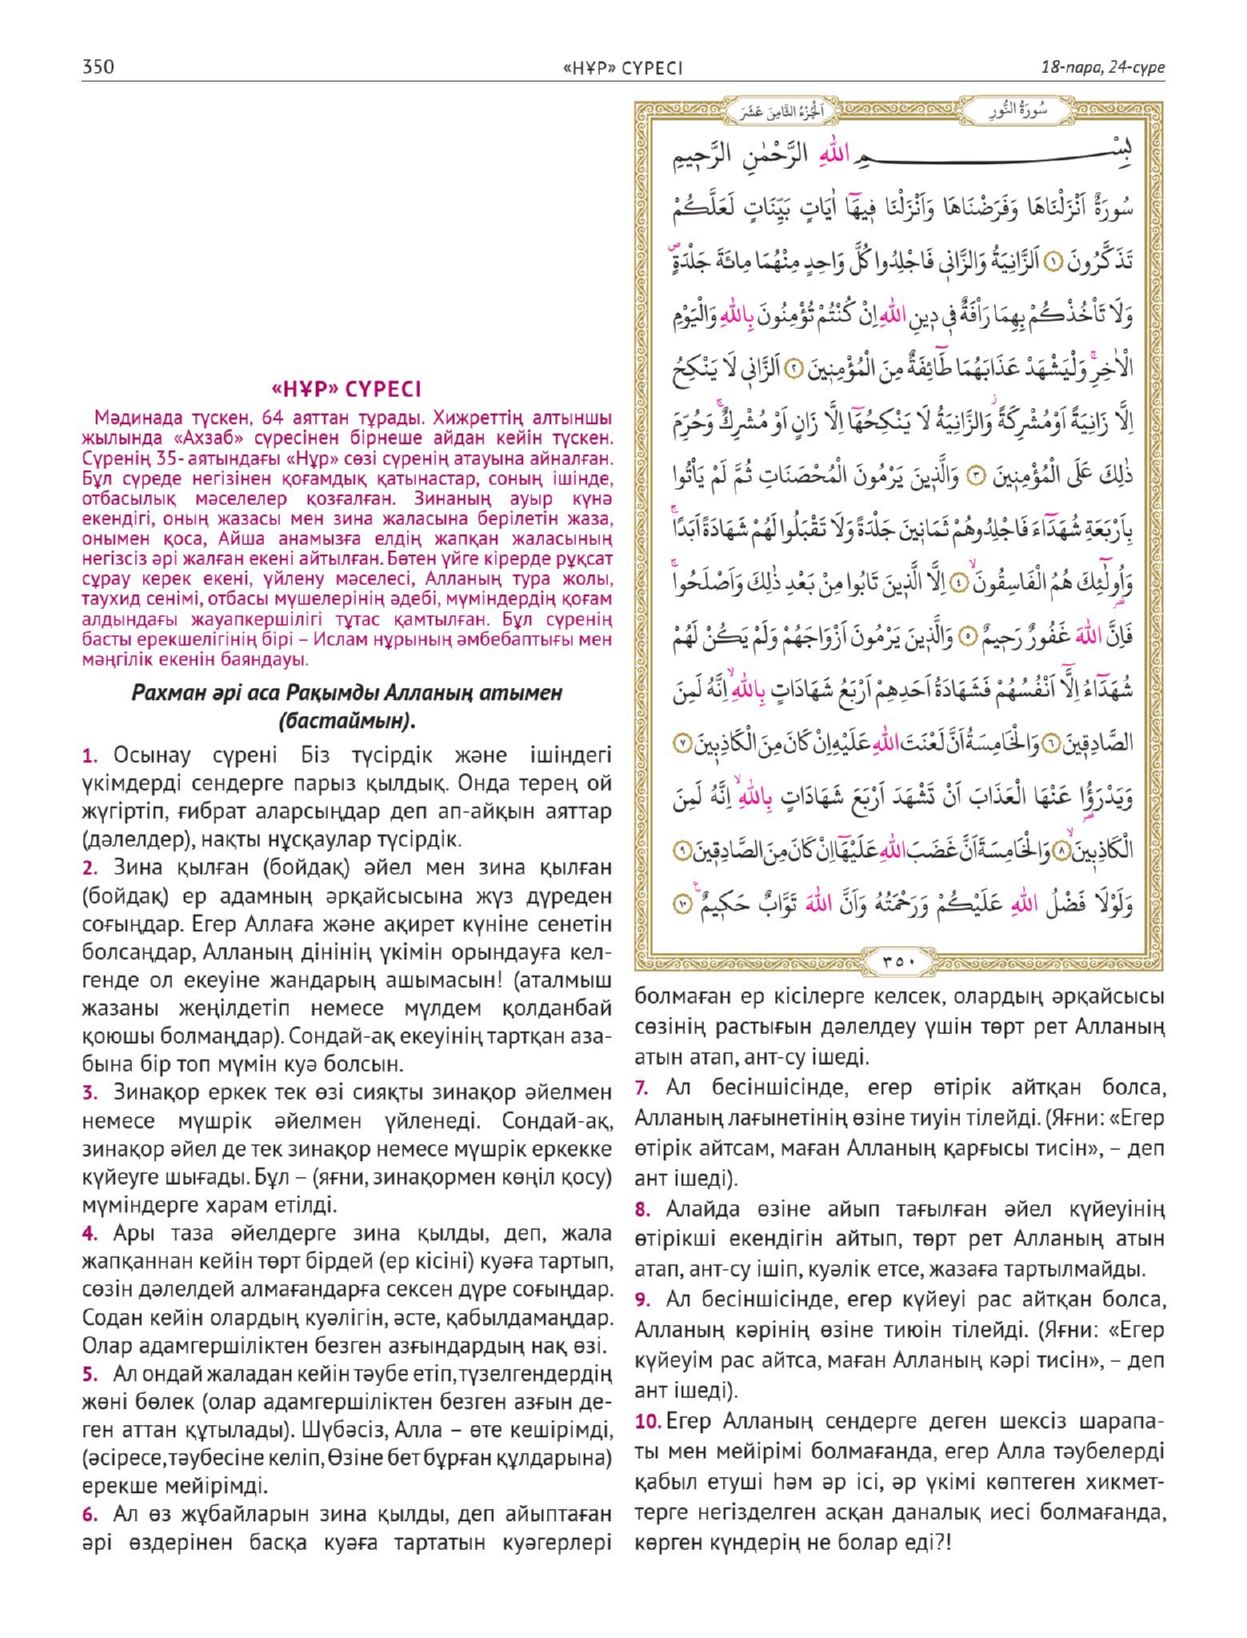 350
«НҰР» СҮРЕСІ
18-пара, 24-сүре
«НҰР» СҮРЕСІ
Мәдинада түскен, 64 аяттан тұрады. Хижреттің алтыншы
жылында «Ахзаб» сүресінен бірнеше айдан кейін түскен.
Сүренің 35- аятындағы «Нұр» сөзі сүренің атауына айналған.
Бұл сүреде негізінен қоғамдық қатынастар, соның ішінде,
отбасылық мәселелер қозғалған. Зинаның ауыр күнә
екендігі, оның жазасы мен зина жаласына берілетін жаза,
онымен қоса, Айша анамызға елдің жапқан жаласының
негізсіз әрі жалған екені айтылған. Бөтен үйге кірерде рұқсат
сұрау керек екені, үйлену мәселесі, Алланың тура жолы,
таухид сенімі, отбасы мүшелерінің әдебі, мүміндердің қоғам
алдындағы жауапкершілігі тұтас қамтылған. Бұл сүренің
басты ерекшелігінің бірі – Ислам нұрының әмбебаптығы мен
мәңгілік екенін баяндауы.
Рахман әрі аса Рақымды Алланың атымен
(бастаймын).
1. Осынау сүрені Біз түсірдік және ішіндегі
үкімдерді сендерге парыз қылдық. Онда терең ой
жүгіртіп, ғибрат аларсыңдар деп ап-айқын аяттар
(дәлелдер), нақты нұсқаулар түсірдік.
2. Зина қылған (бойдақ) әйел мен зина қылған
(бойдақ) ер адамның әрқайсысына жүз дүреден
соғыңдар. Егер Аллаға және ақирет күніне сенетін
болсаңдар, Алланың дінінің үкімін орындауға кел-
генде ол екеуіне жандарың ашымасын! (аталмыш
жазаны жеңілдетіп немесе мүлдем қолданбай
қоюшы болмаңдар). Сондай-ақ екеуінің тартқан аза-
бына бір топ мүмін куә болсын.
3. Зинақор еркек тек өзі сияқты зинақор әйелмен
немесе мүшрік әйелмен үйленеді. Сондай-ақ,
зинақор әйел де тек зинақор немесе мүшрік еркекке
күйеуге шығады. Бұл – (яғни, зинақормен көңіл қосу)
мүміндерге харам етілді.
4. Ары таза әйелдерге зина қылды, деп, жала
жапқаннан кейін төрт бірдей (ер кісіні) куәға тартып,
сөзін дәлелдей алмағандарға сексен дүре соғыңдар.
Содан кейін олардың куәлігін, әсте, қабылдамаңдар.
Олар адамгершіліктен безген азғындардың нақ өзі.
5. Ал ондай жаладан кейін тәубе етіп, түзелгендердің
жөні бөлек (олар адамгершіліктен безген азғын де-
ген аттан құтылады). Шүбәсіз, Алла – өте кешірімді,
(әсіресе, тәубесіне келіп, Өзіне бет бұрған құлдарына)
ерекше мейірімді.
6. Ал өз жұбайларын зина қылды, деп айыптаған
әрі өздерінен басқа куәға тартатын куәгерлері
اَلْجُزْءُ الثَّامِنَ عَشَرَ
سُورَةُ النُّورِ
بِسْمِ اللهِ الرَّحْمٰنِ الرَّحِيمِ
سُورَةٌ اَنْزَلْنَاهَا وَفَرَضْنَاهَا وَاَنْزَلْنَا فِيهَٓا اٰيَاتٍ بَيِّنَاتٍ لَعَلَّكُمْ
تَذَكَّرُونَ ١ اَلزَّانِيَةُ وَالزَّانِي فَاجْلِدُوا كُلَّ وَاحِدٍ مِنْهُمَا مِائَةَ جَلْدَةٍۖ
وَلَا تَأْخُذْكُمْ بِهِمَا رَأْفَةٌ فِي دِينِ اللهِ اِنْ كُنْتُمْ تُؤْمِنُونَ بِاللهِ وَالْيَوْمِ
الْاٰخِرِۚ وَلْيَشْهَدْ عَذَابَهُمَا طَٓائِفَةٌ مِنَ الْمُؤْمِنِينَ ٢ اَلزَّانِي لَا يَنْكِحُ
اِلَّا زَانِيَةً اَوْ مُشْرِكَةًۘ وَالزَّانِيَةُ لَا يَنْكِحُهَٓا اِلَّا زَانٍ اَوْ مُشْرِكٌۚ وَحُرِّمَ
ذٰلِكَ عَلَى الْمُؤْمِنِينَ ٣ وَالَّذِينَ يَرْمُونَ الْمُحْصَنَاتِ ثُمَّ لَمْ يَأْتُوا
بِاَرْبَعَةِ شُهَدَٓاءَ فَاجْلِدُوهُمْ ثَمَانِينَ جَلْدَةً وَلَا تَقْبَلُوا لَهُمْ شَهَادَةً اَبَدًاۚ
وَاُو۬لٰٓئِكَ هُمُ الْفَاسِقُونَۙ ٤ اِلَّا الَّذِينَ تَابُوا مِنْ بَعْدِ ذٰلِكَ وَاَصْلَحُواۚ
فَاِنَّ اللهَ غَفُورٌ رَحِيمٌ ٥ وَالَّذِينَ يَرْمُونَ اَزْوَاجَهُمْ وَلَمْ يَكُنْ لَهُمْ
شُهَدَٓاءُ اِلَّٓا اَنْفُسُهُمْ فَشَهَادَةُ اَحَدِهِمْ اَرْبَعُ شَهَادَاتٍ بِاللهِۙ اِنَّهُ لَمِنَ
الصَّادِقِينَ ٦ وَالْخَامِسَةُ اَنَّ لَعْنَتَ اللهِ عَلَيْهِ اِنْ كَانَ مِنَ الْكَاذِبِينَ ٧
وَيَدْرَؤُ۬ا عَنْهَا الْعَذَابَ اَنْ تَشْهَدَ اَرْبَعَ شَهَادَاتٍ بِاللهِۙ اِنَّهُ لَمِنَ
الْكَاذِبِينَۙ ٨ وَالْخَامِسَةَ اَنَّ غَضَبَ اللهِ عَلَيْهَٓا اِنْ كَانَ مِنَ الصَّادِقِينَ ٩
وَلَوْلَا فَضْلُ اللهِ عَلَيْكُمْ وَرَحْمَتُهُ وَاَنَّ اللهَ تَوَّابٌ حَكِيمٌۚ ١٠
٣٥٠
болмаған ер кісілерге келсек, олардың әрқайсысы
сөзінің растығын дәлелдеу үшін төрт рет Алланың
атын атап, ант-су ішеді.
7. Ал бесіншісінде, егер өтірік айтқан болса,
Алланың лағынетінің өзіне тиуін тілейді. (Яғни: «Егер
өтірік айтсам, маған Алланың қарғысы тисін», – деп
ант ішеді).
8. Алайда өзіне айып тағылған әйел күйеуінің
өтірікші екендігін айтып, төрт рет Алланың атын
атап, ант-су ішіп, куәлік етсе, жазаға тартылмайды.
9. Ал бесіншісінде, егер күйеуі рас айтқан болса,
Алланың кәрінің өзіне тиюін тілейді. (Яғни: «Егер
күйеуім рас айтса, маған Алланың кәрі тисін», – деп
ант ішеді).
10. Егер Алланың сендерге деген шексіз шарапа-
ты мен мейірімі болмағанда, егер Алла тәубелерді
қабыл етуші һәм әр ісі, әр үкімі көптеген хикмет-
терге негізделген асқан даналық иесі болмағанда,
көрген күндерің не болар еді?!